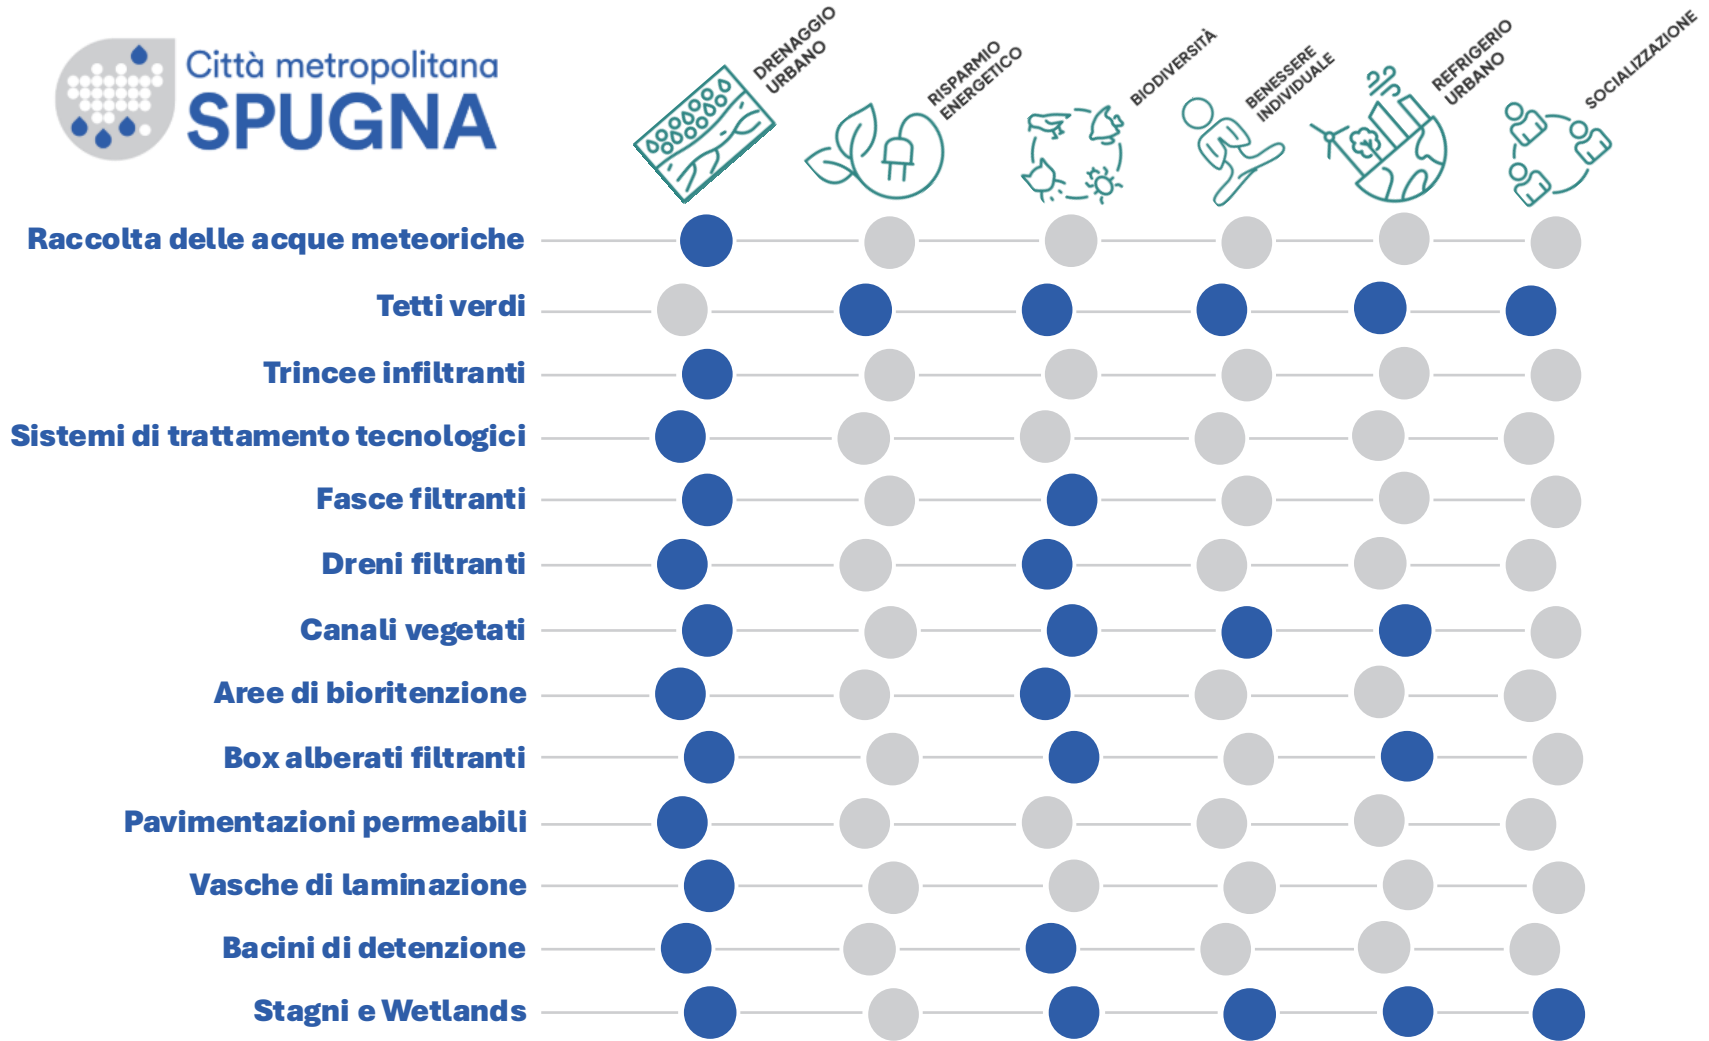 Città metropolitana
SPUGNA
DRENAGGIO
URBANO
RISPARMIO
ENERGETICO
BIODIVERSITÀ
BENESSERE
INDIVIDUALE
REFRIGERIO
URBANO
SOCIALIZZAZIONE
Raccolta delle acque meteoriche
Tetti verdi
Trincee infiltranti
Sistemi di trattamento tecnologici
Fasce filtranti
Dreni filtranti
Canali vegetati
Aree di bioritenzione
Box alberati filtranti
Pavimentazioni permeabili
Vasche di laminazione
Bacini di detenzione
Stagni e Wetlands